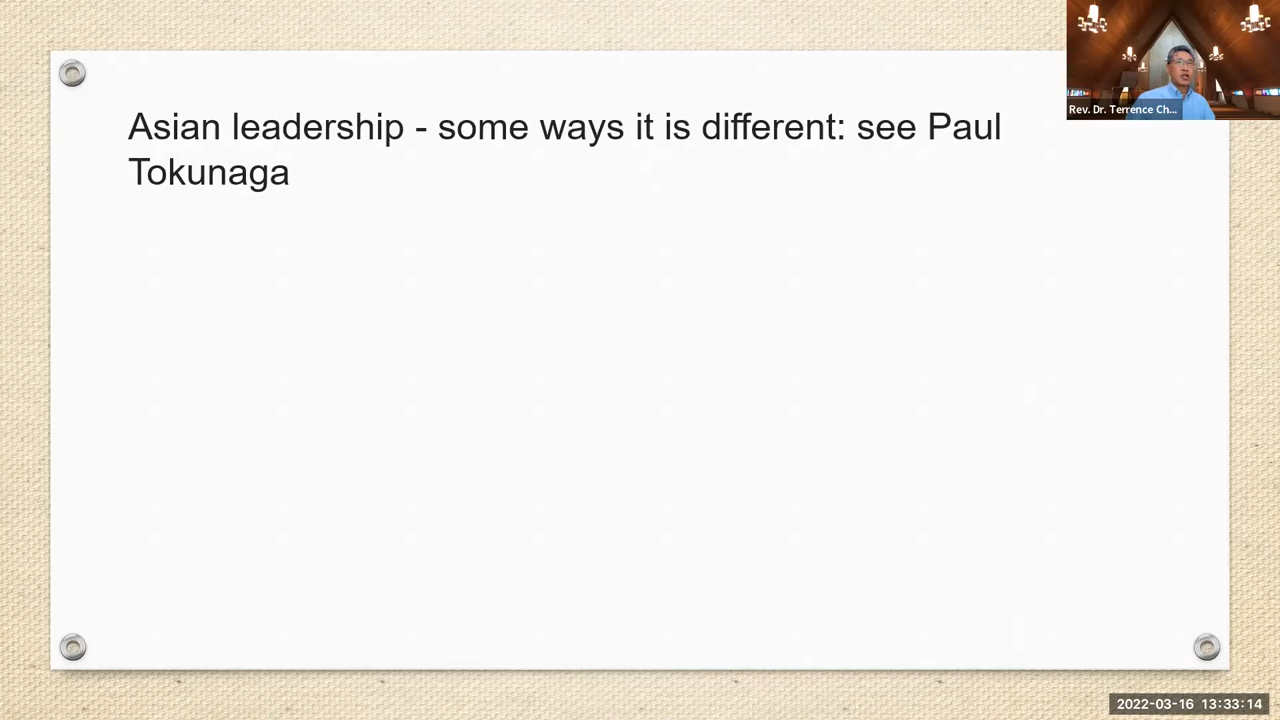 Asian leadership - some ways it is different: see Paul
Tokunaga
Rev. Dr. Terrence Ch...
2022-03-16 13:33:14